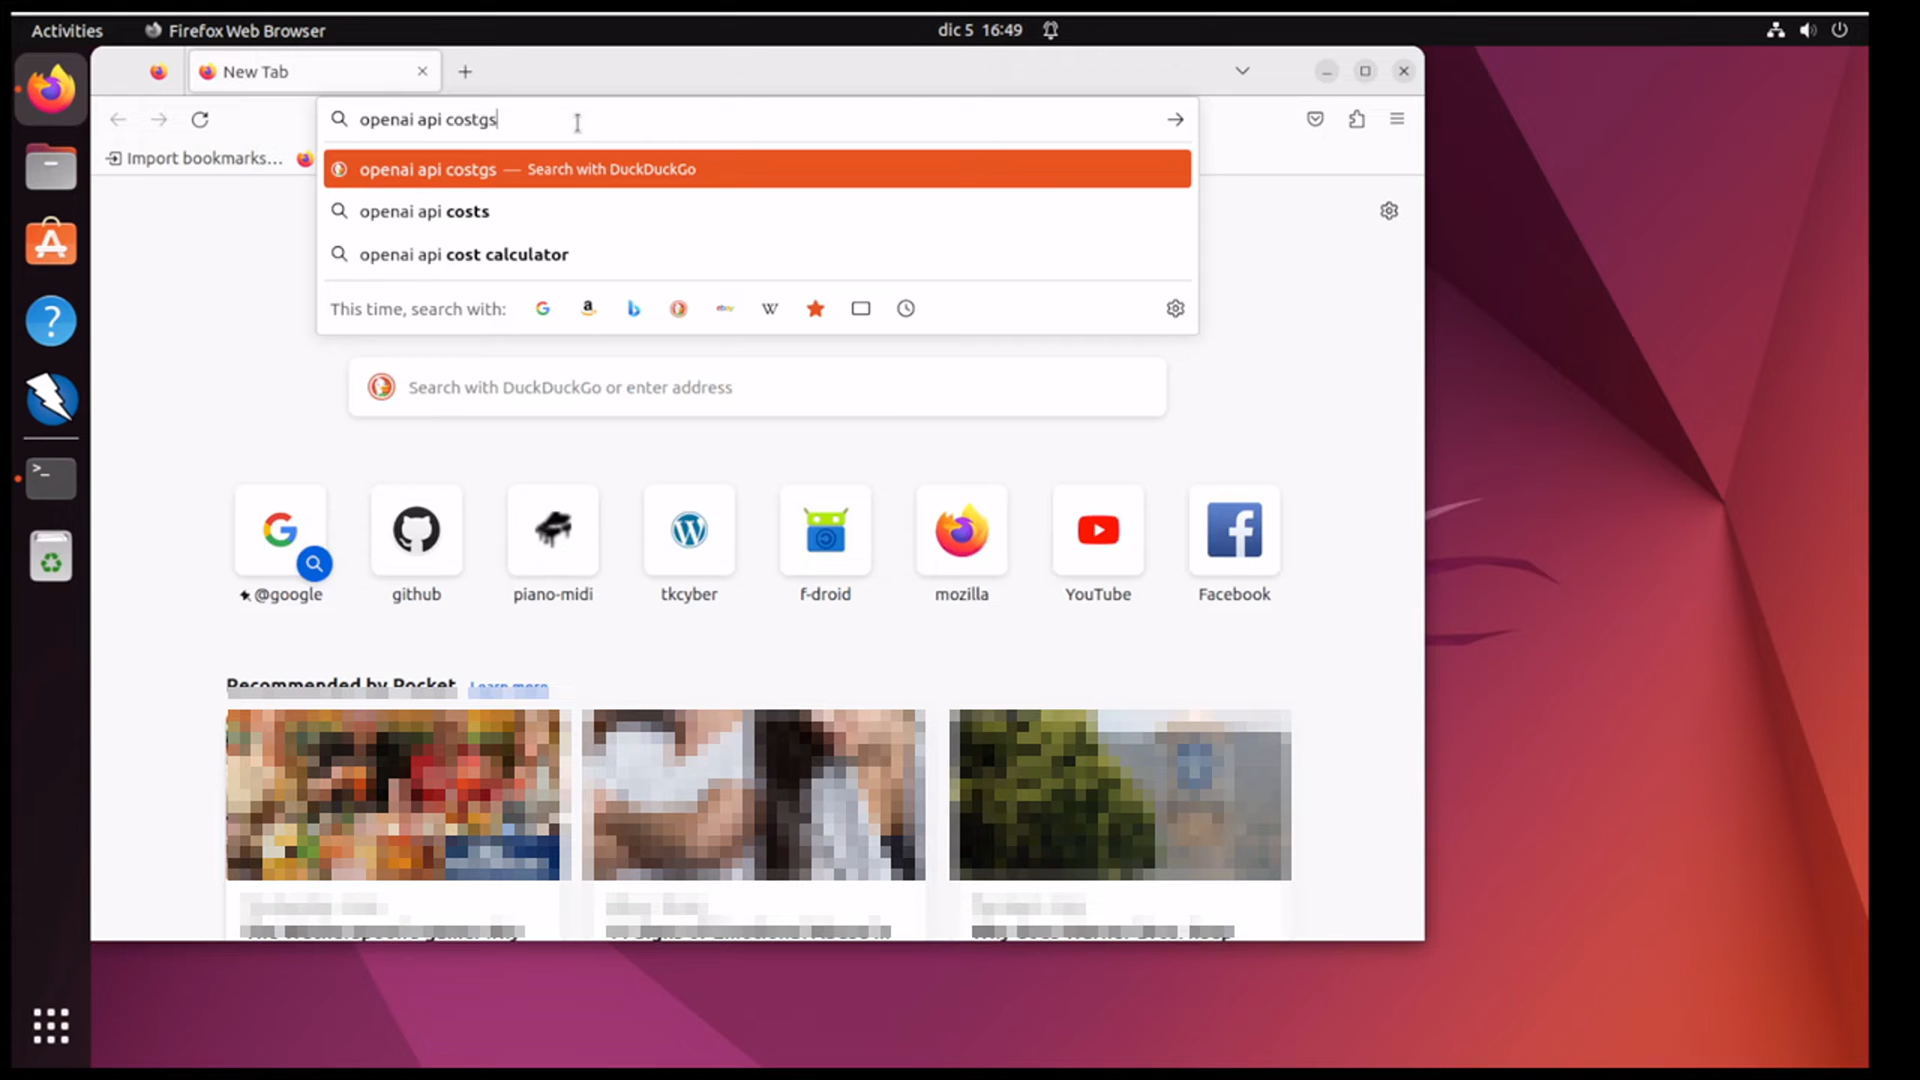 Activities Firefox Web Browser dic 5 16:49
New Tab
openai api costgs
Import bookmarks...
openai api costgs — Search with DuckDuckGo
openai api costs
openai api cost calculator
This time, search with:
Search with DuckDuckGo or enter address
@google github piano-midi tkcyber f-droid mozilla YouTube Facebook
Recommended by Pocket Learn more